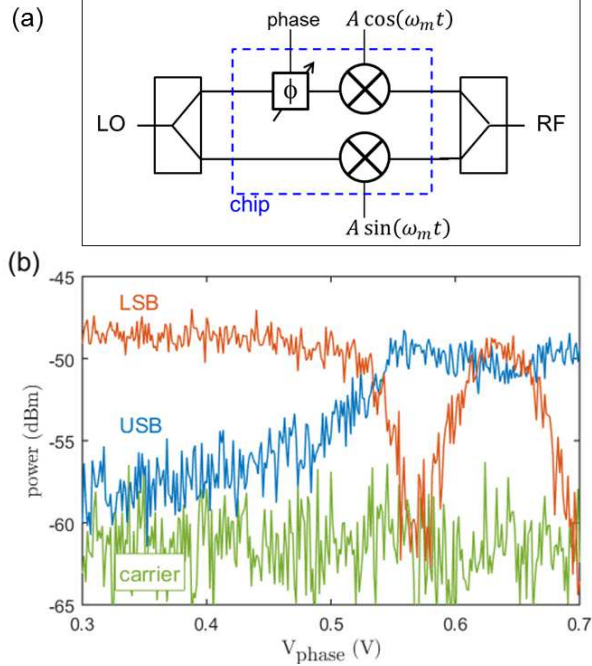 (a)
phase
A cos(ω_m t)
ϕ
LO
RF
chip
A sin(ω_m t)
(b)
-45
LSB
-50
USB
power (dBm)
-55
-60
carrier
-65
0.3 0.4 0.5 0.6 0.7
V_phase (V)